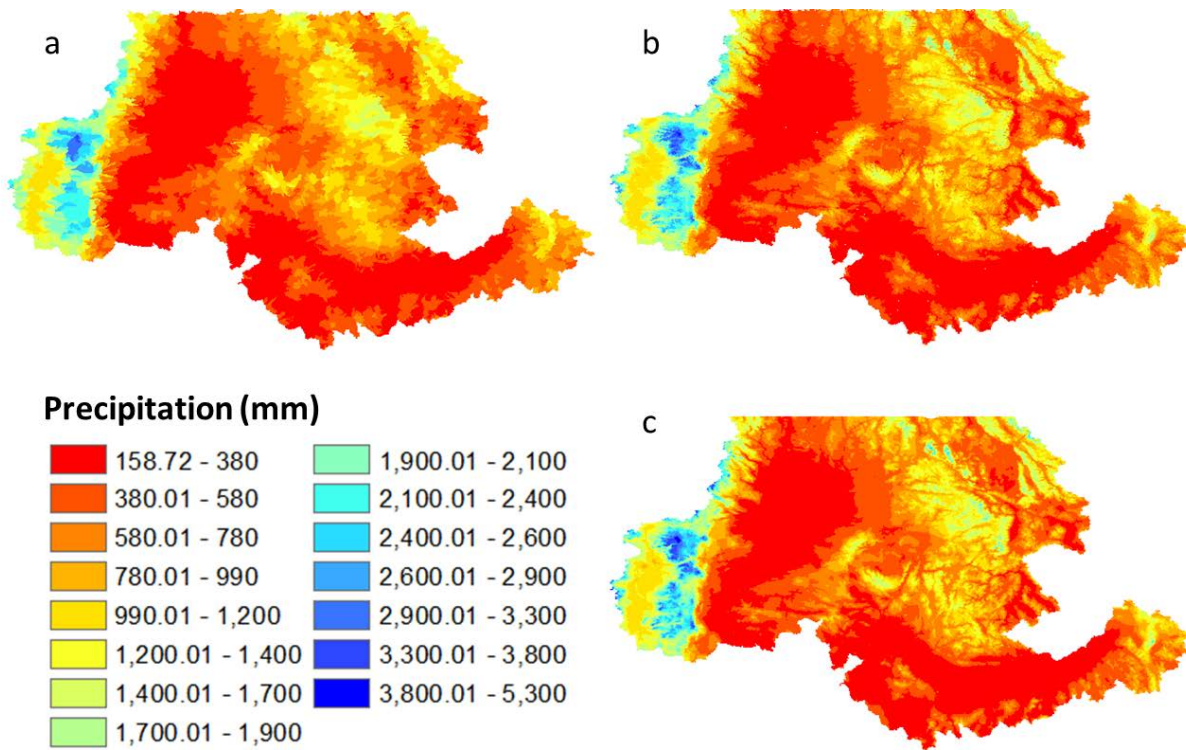 a
b
Precipitation (mm)
158.72 - 380
380.01 - 580
580.01 - 780
780.01 - 990
990.01 - 1,200
1,200.01 - 1,400
1,400.01 - 1,700
1,700.01 - 1,900
1,900.01 - 2,100
2,100.01 - 2,400
2,400.01 - 2,600
2,600.01 - 2,900
2,900.01 - 3,300
3,300.01 - 3,800
3,800.01 - 5,300
c